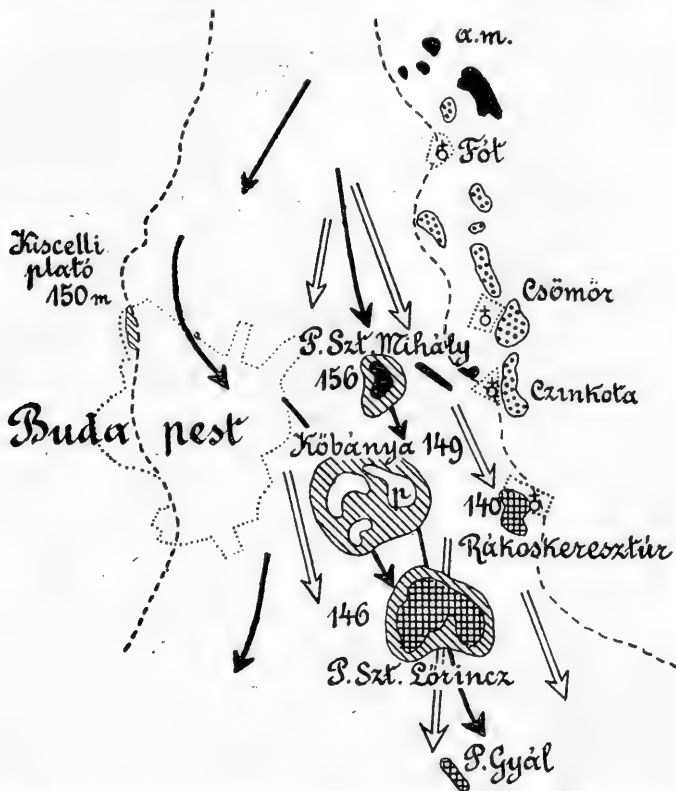 a.m.
Fót
Kiscelli
plató
150 m
Csömör
P. Szt. Mihály
156
Czinkota
Buda pest
Kőbánya 149
p
140
Rákoskeresztúr
146
P. Szt. Lőrincz
P. Gyál